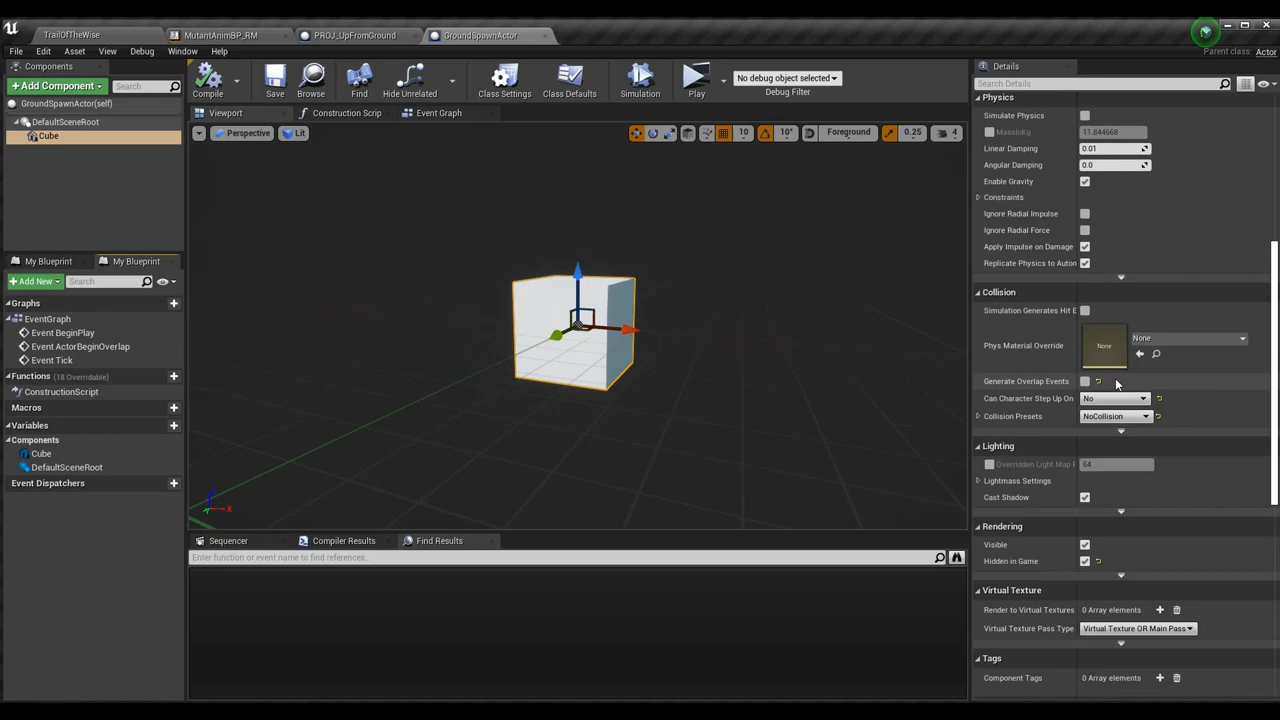 TrailOfTheWise
MutantAnimBP_RM
PROJ_UpFromGround
GroundSpawnActor
File Edit Asset View Debug Window Help
Parent class: Actor
Components
+ Add Component
Search
GroundSpawnActor(self)
DefaultSceneRoot
Cube
Compile
Save
Browse
Find
Hide Unrelated
Class Settings
Class Defaults
Simulation
Play
No debug object selected
Debug Filter
Viewport
Construction Scrip
Event Graph
Perspective
Lit
10
10°
Foreground
0.25
4
X
My Blueprint
My Blueprint
+ Add New
Search
Graphs
EventGraph
Event BeginPlay
Event ActorBeginOverlap
Event Tick
Functions (18 Overridable)
ConstructionScript
Macros
Variables
Components
Cube
DefaultSceneRoot
Event Dispatchers
Sequencer
Compiler Results
Find Results
Enter function or event name to find references...
Details
Search Details
Physics
Simulate Physics
MassInKg 11.844668
Linear Damping 0.01
Angular Damping 0.0
Enable Gravity
Constraints
Ignore Radial Impulse
Ignore Radial Force
Apply Impulse on Damage
Replicate Physics to Auton
Collision
Simulation Generates Hit E
Phys Material Override None None
Generate Overlap Events
Can Character Step Up On No
Collision Presets NoCollision
Lighting
Overridden Light Map R 64
Lightmass Settings
Cast Shadow
Rendering
Visible
Hidden in Game
Virtual Texture
Render to Virtual Textures 0 Array elements
Virtual Texture Pass Type Virtual Texture OR Main Pass
Tags
Component Tags 0 Array elements